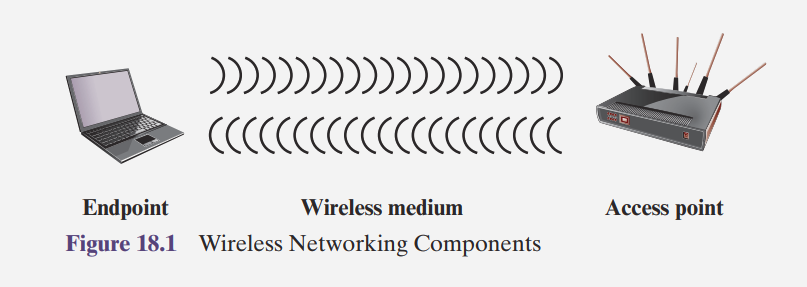 Endpoint Wireless medium Access point
Figure 18.1 Wireless Networking Components